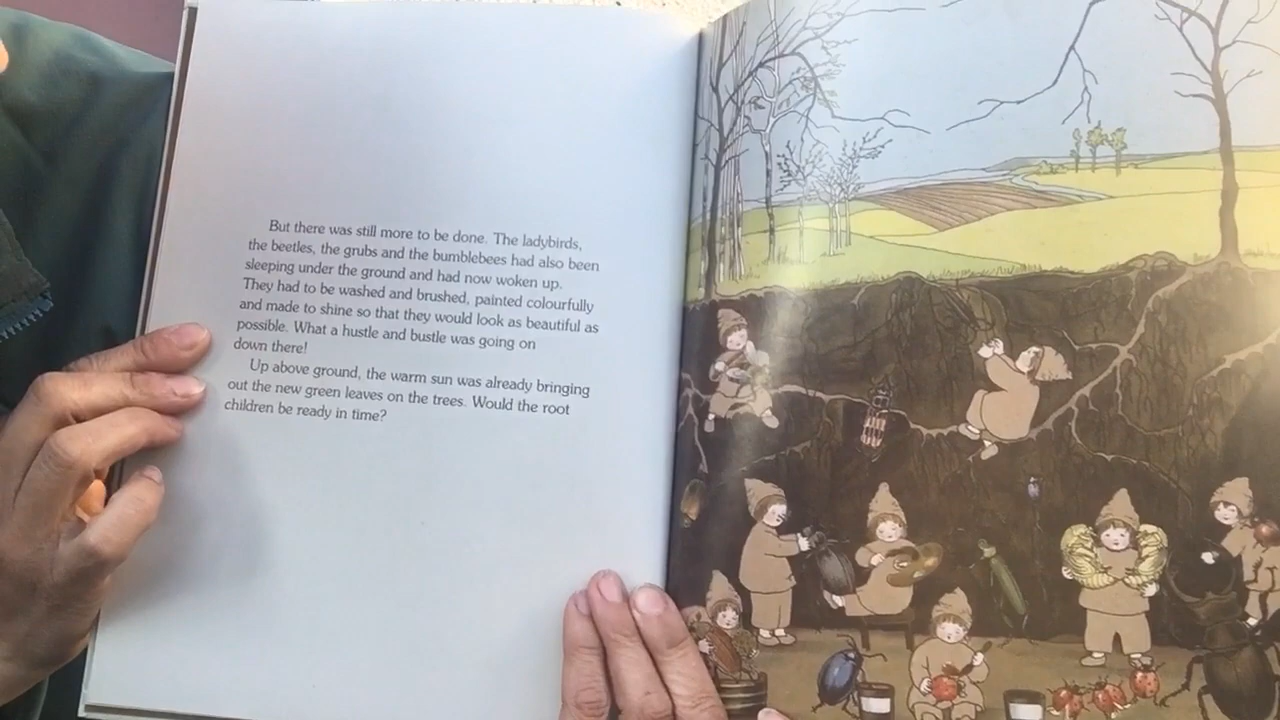 But there was still more to be done. The ladybirds,
the beetles, the grubs and the bumblebees had also been
sleeping under the ground and had now woken up.
They had to be washed and brushed, painted colourfully
and made to shine so that they would look as beautiful as
possible. What a hustle and bustle was going on
down there!
Up above ground, the warm sun was already bringing
out the new green leaves on the trees. Would the root
children be ready in time?